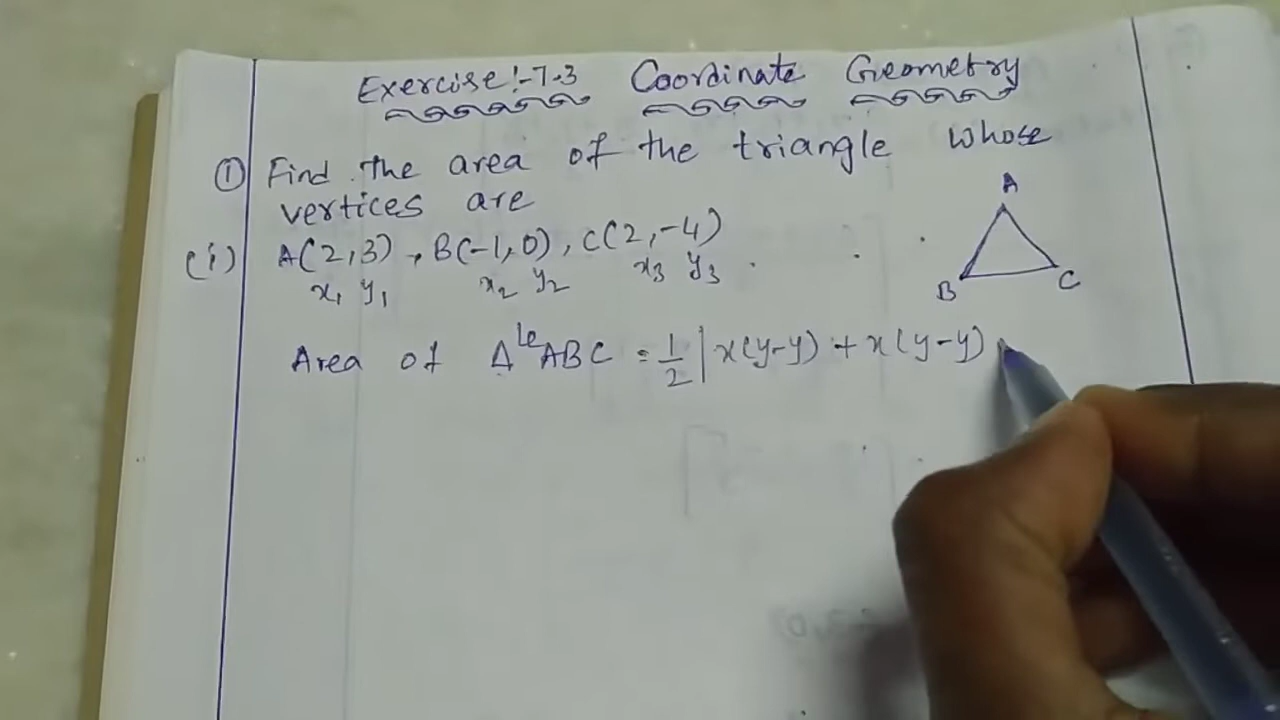 Exercise:-7.3 Coordinate Geometry
① Find the area of the triangle whose
vertices are
(i) A(2,3), B(-1,0), C(2,-4)
x₁ y₁ x₂ y₂ x₃ y₃
A
B C
Area of Δˡᵉ ABC = 1/2 | x(y-y) + x(y-y)